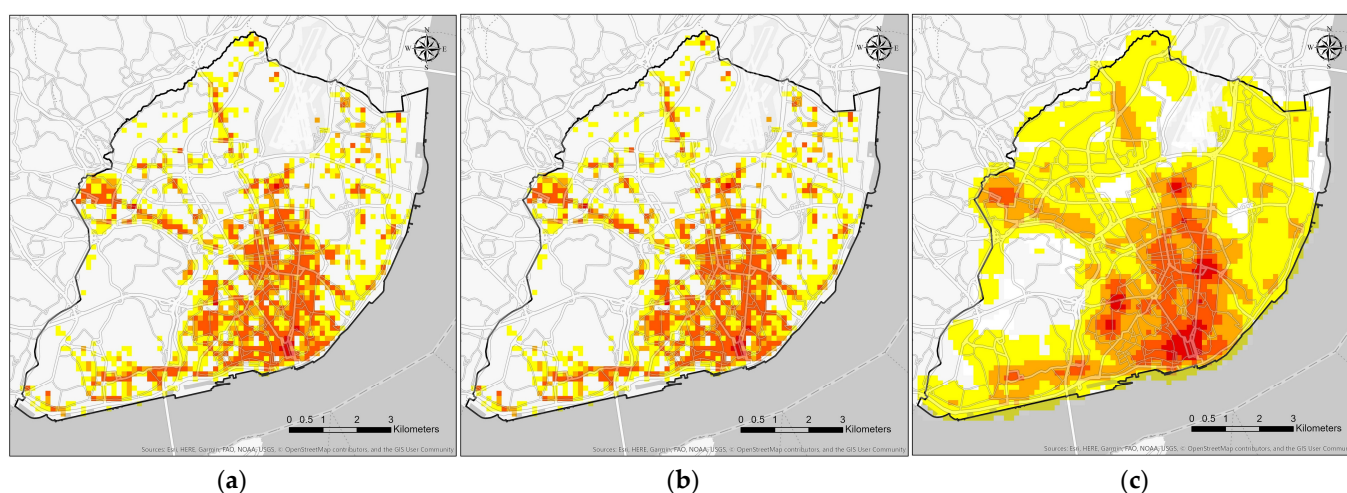 N
W E
S
N
W E
S
N
W E
S
0 0.5 1 2 3
Kilometers
0 0.5 1 2 3
Kilometers
0 0.5 1 2 3
Kilometers
Sources: Esri, HERE, Garmin, FAO, NOAA, USGS, © OpenStreetMap contributors, and the GIS User Community
Sources: Esri, HERE, Garmin, FAO, NOAA, USGS, © OpenStreetMap contributors, and the GIS User Community
Sources: Esri, HERE, Garmin, FAO, NOAA, USGS, © OpenStreetMap contributors, and the GIS User Community
(a)
(b)
(c)